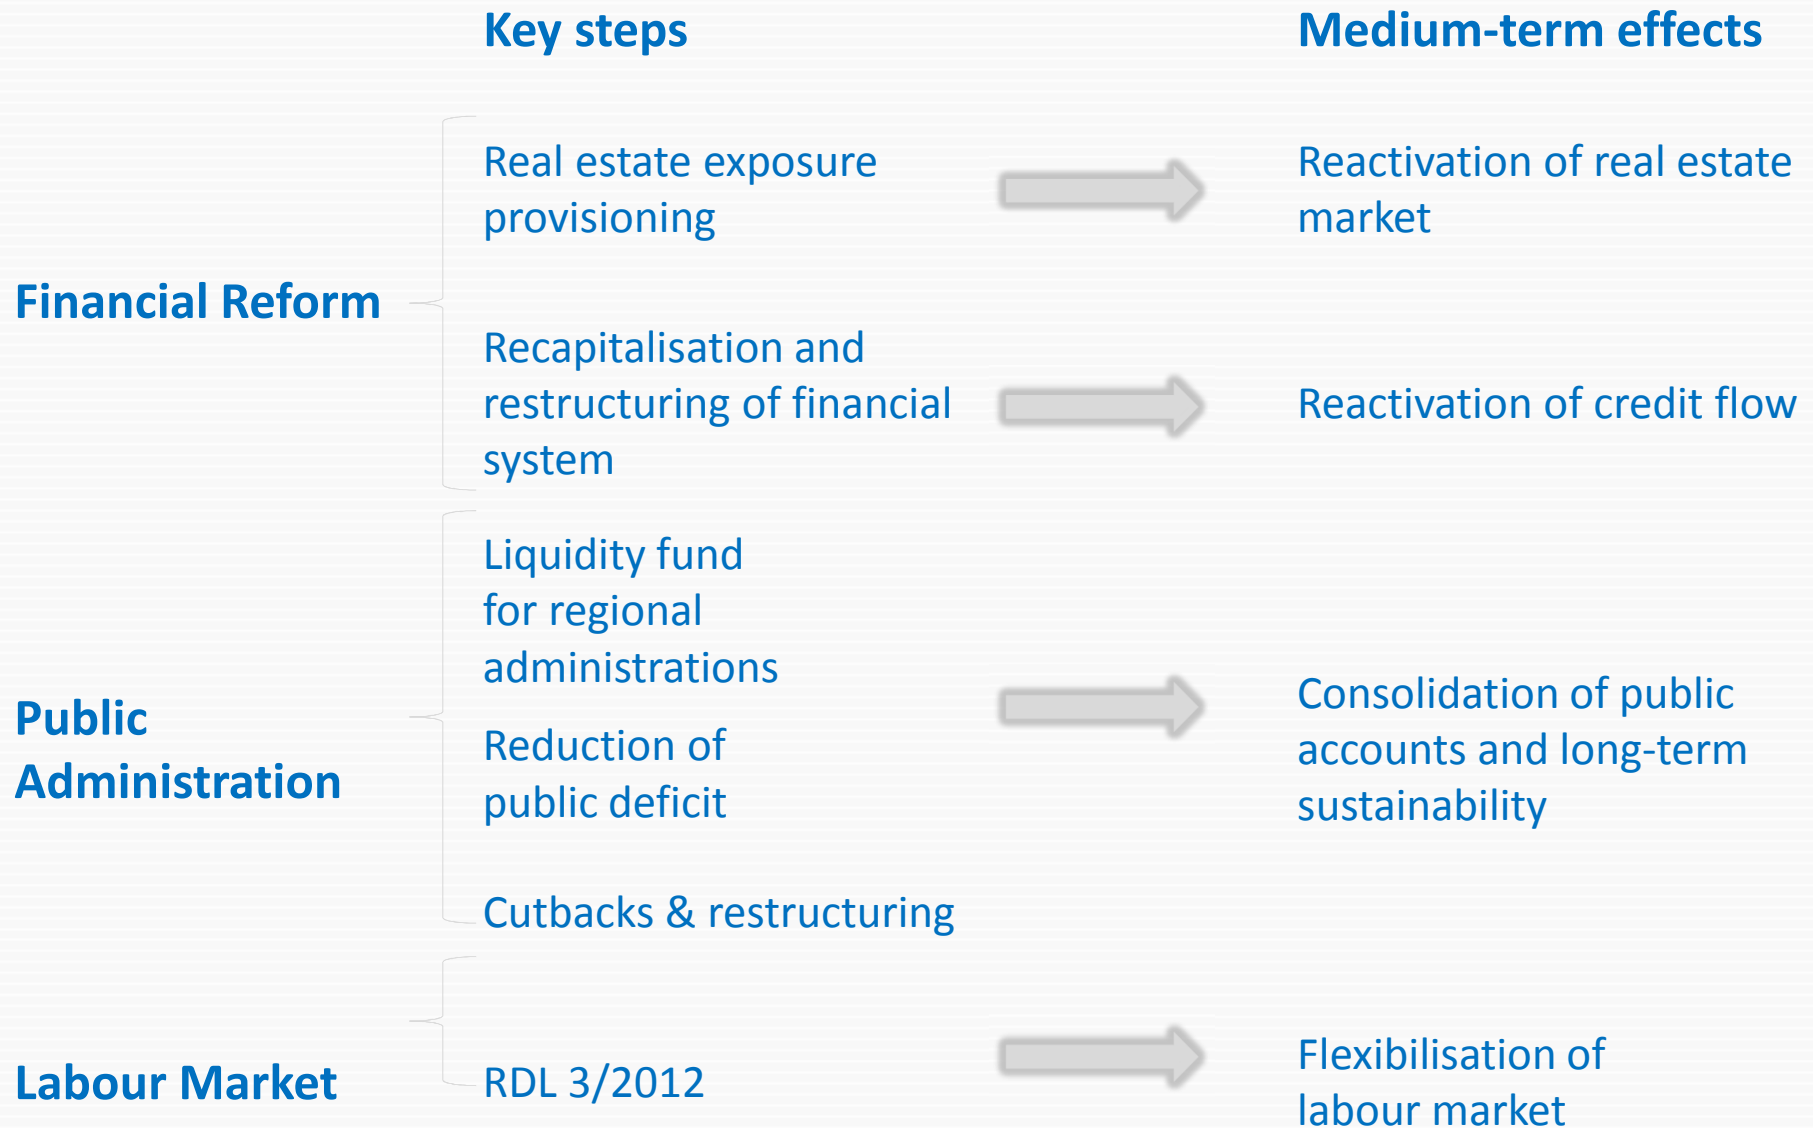 Key steps
Medium-term effects
Financial Reform
Real estate exposure
provisioning
Reactivation of real estate
market
Recapitalisation and
restructuring of financial
system
Reactivation of credit flow
Public
Administration
Liquidity fund
for regional
administrations
Reduction of
public deficit
Cutbacks & restructuring
Consolidation of public
accounts and long-term
sustainability
Labour Market
RDL 3/2012
Flexibilisation of
labour market